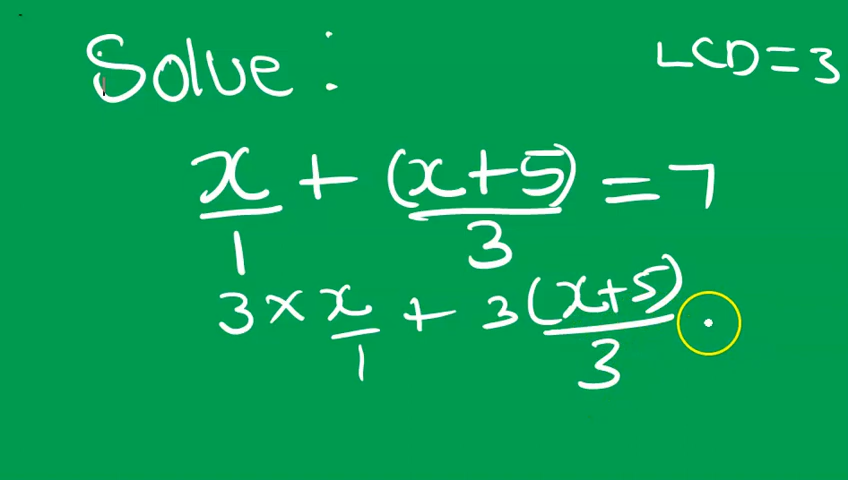 Solve :
LCD = 3
x/1 + (x+5)/3 = 7
3 × x/1 + 3(x+5)/3